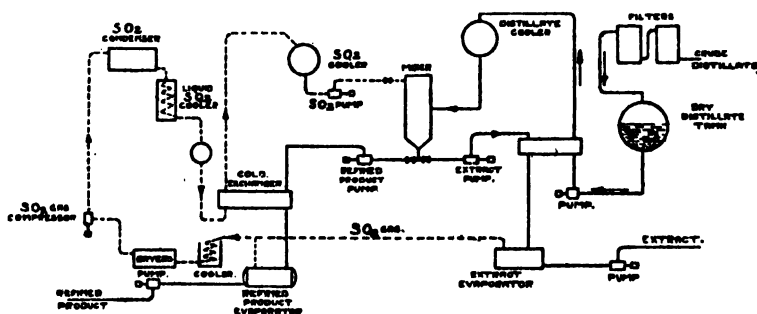 SO2
CONDENSER
LIQUID
SO2
COOLER
SO2
COOLER
SO2 PUMP
MIXER
DISTILLATE COOLER
FILTERS
CRUDE
DISTILLATE
DRY
DISTILLATE
TANK
COLD.
EXCHANGER
REFINED
PRODUCT
PUMP.
EXTRACT
PUMP.
PUMP.
SO2 GAS
COMPRESSOR
SO2 GAS.
DRYERS
PUMP.
COOLER.
REFINED
PRODUCT
REFINED
PRODUCT
EVAPORATOR
EXTRACT
EVAPORATOR
EXTRACT.
PUMP